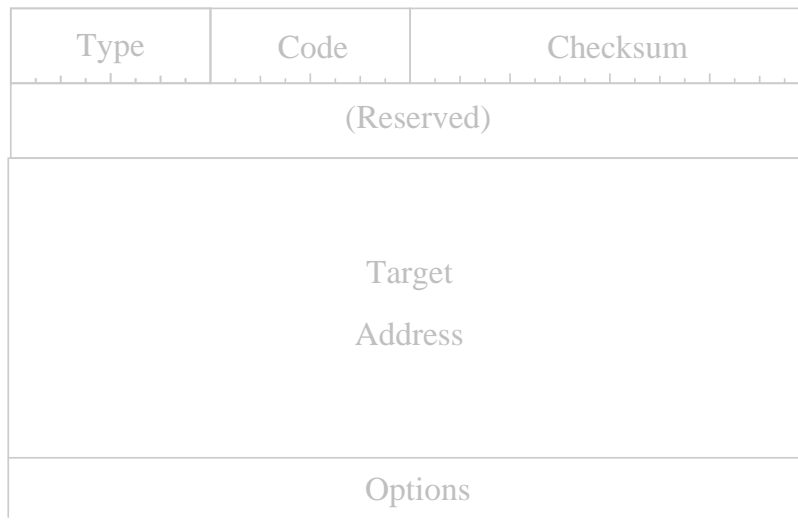 Type Code Checksum
(Reserved)
Target
Address
Options